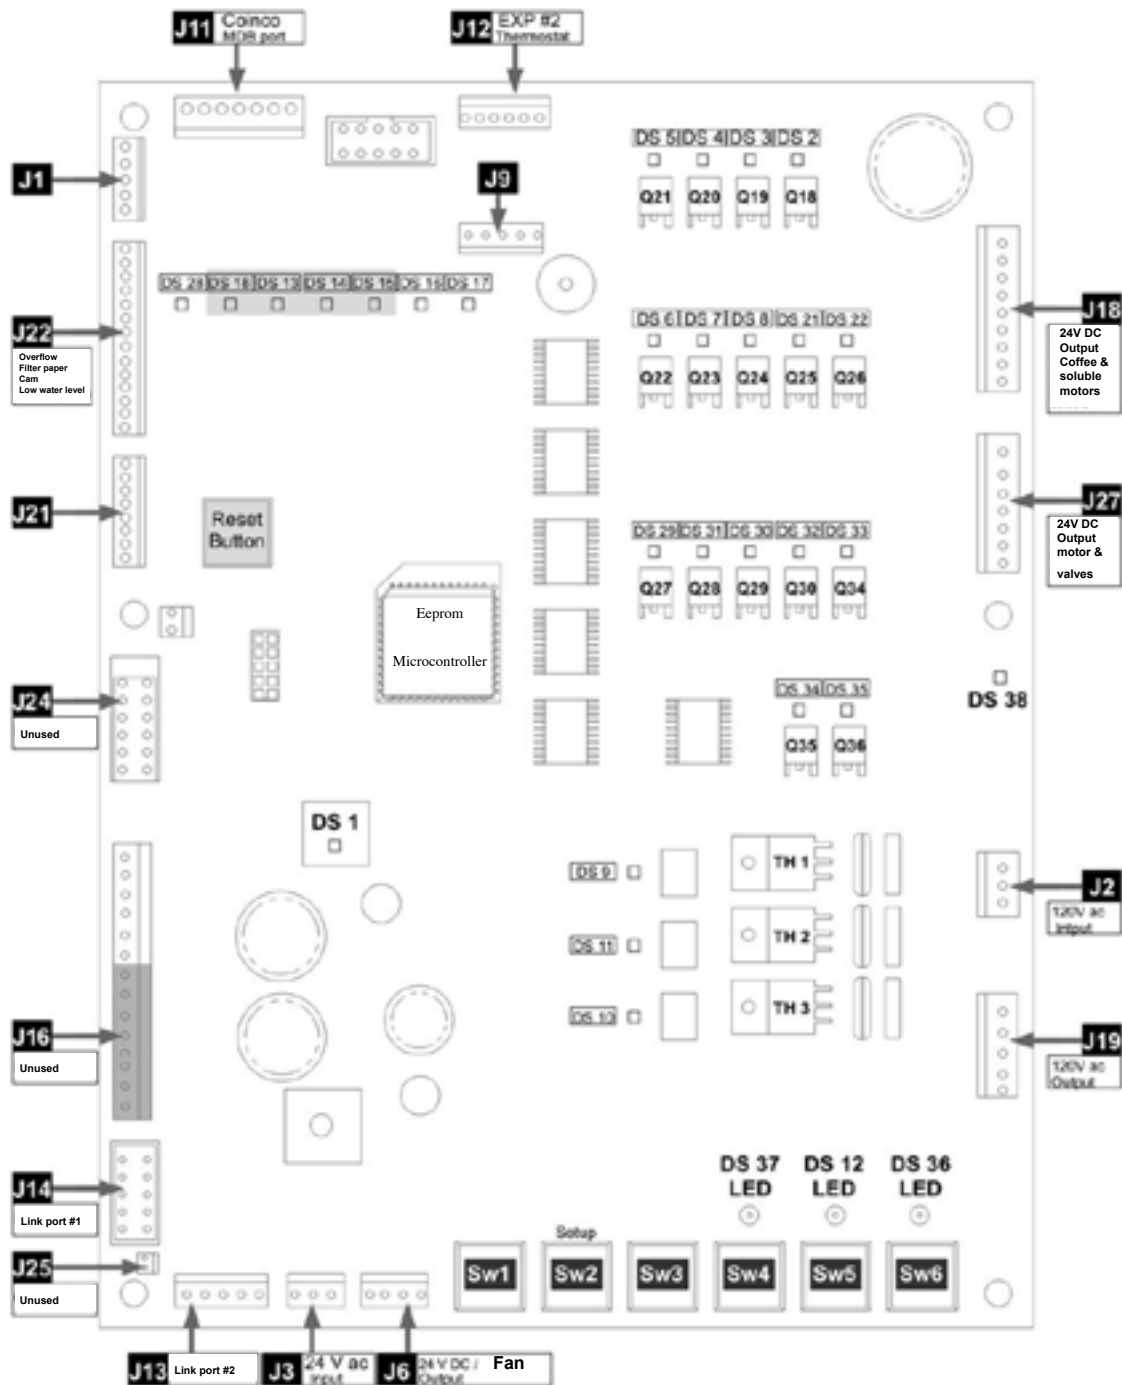 J11 Coinco
MDB port
J12 EXP #2
Thermostat
J1
J9
DS 5 DS 4 DS 3 DS 2
Q21 Q20 Q19 Q18
DS 28 DS 18 DS 13 DS 14 DS 15 DS 16 DS 17
J22
Overflow
Filter paper
Cam
Low water level
J18
24V DC
Output
Coffee &
soluble
motors
DS 6 DS 7 DS 8 DS 21 DS 22
Q22 Q23 Q24 Q25 Q26
J21
Reset
Button
J27
24V DC
Output
motor &
valves
DS 29 DS 31 DS 30 DS 32 DS 33
Q27 Q28 Q29 Q30 Q34
Eeprom
Microcontroller
J24
Unused
DS 34 DS 35
Q35 Q36
DS 38
DS 1
DS 9
TH 1
J2
120V ac
Intput
DS 11
TH 2
DS 10
TH 3
J16
Unused
J19
120V ac
Output
J14
Link port #1
DS 37 DS 12 DS 36
LED LED LED
J25
Unused
Setup
Sw1 Sw2 Sw3 Sw4 Sw5 Sw6
J13 Link port #2
J3 24 V ac
Input
J6 24 V DC / Fan
Output